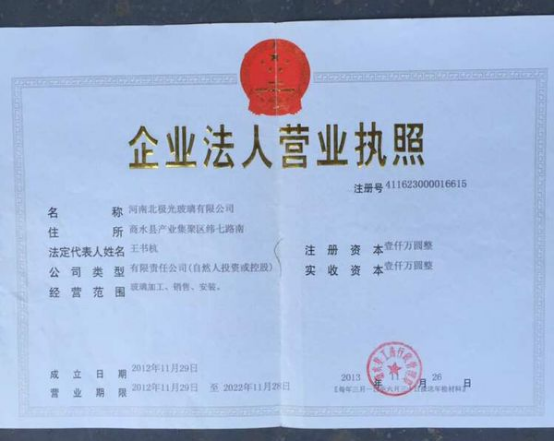 企业法人营业执照
注册号 411623000016615
名 称 河南北极光玻璃有限公司
住 所 商水县产业集聚区纬七路南
法定代表人姓名 王书杭
注 册 资 本 壹仟万圆整
公 司 类 型 有限责任公司(自然人投资或控股)
实 收 资 本 壹仟万圆整
经 营 范 围 玻璃加工、销售、安装。
成 立 日 期 2012年11月29日
营 业 期 限 2012年11月29日 至 2022年11月28日
2013 年 11 月 26 日